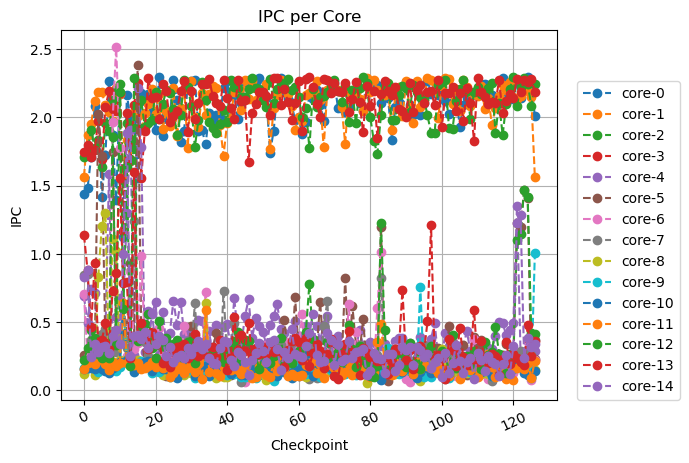 IPC per Core
IPC
2.5
2.0
1.5
1.0
0.5
0.0
0
20
40
60
80
100
120
Checkpoint
core-0
core-1
core-2
core-3
core-4
core-5
core-6
core-7
core-8
core-9
core-10
core-11
core-12
core-13
core-14